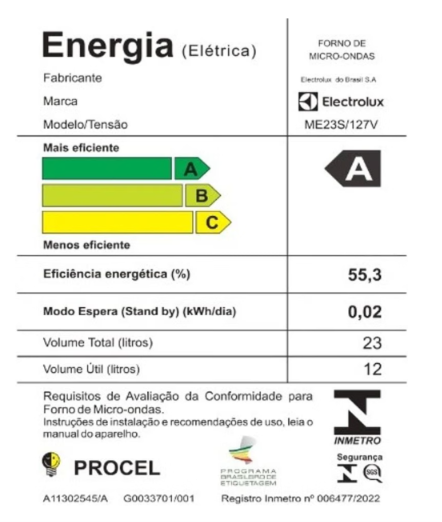 Energia (Elétrica)
FORNO DE
MICRO-ONDAS
Fabricante
Electrolux do Brasil S.A
Marca
Electrolux
Modelo/Tensão
ME23S/127V
Mais eficiente
A
A
B
C
Menos eficiente
Eficiência energética (%)
55,3
Modo Espera (Stand by) (kWh/dia)
0,02
Volume Total (litros)
23
Volume Útil (litros)
12
Requisitos de Avaliação da Conformidade para
Forno de Micro-ondas.
Instruções de instalação e recomendações de uso, leia o
manual do aparelho.
INMETRO
PROCEL
PROGRAMA
BRASILEIRO DE
ETIQUETAGEM
Segurança
SGS
A11302545/A G0033701/001 Registro Inmetro nº 006477/2022